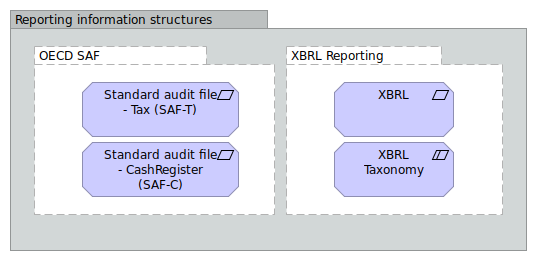 Reporting information structures
OECD SAF
Standard audit file
- Tax (SAF-T)
Standard audit file
- CashRegister
(SAF-C)
XBRL Reporting
XBRL
XBRL
Taxonomy